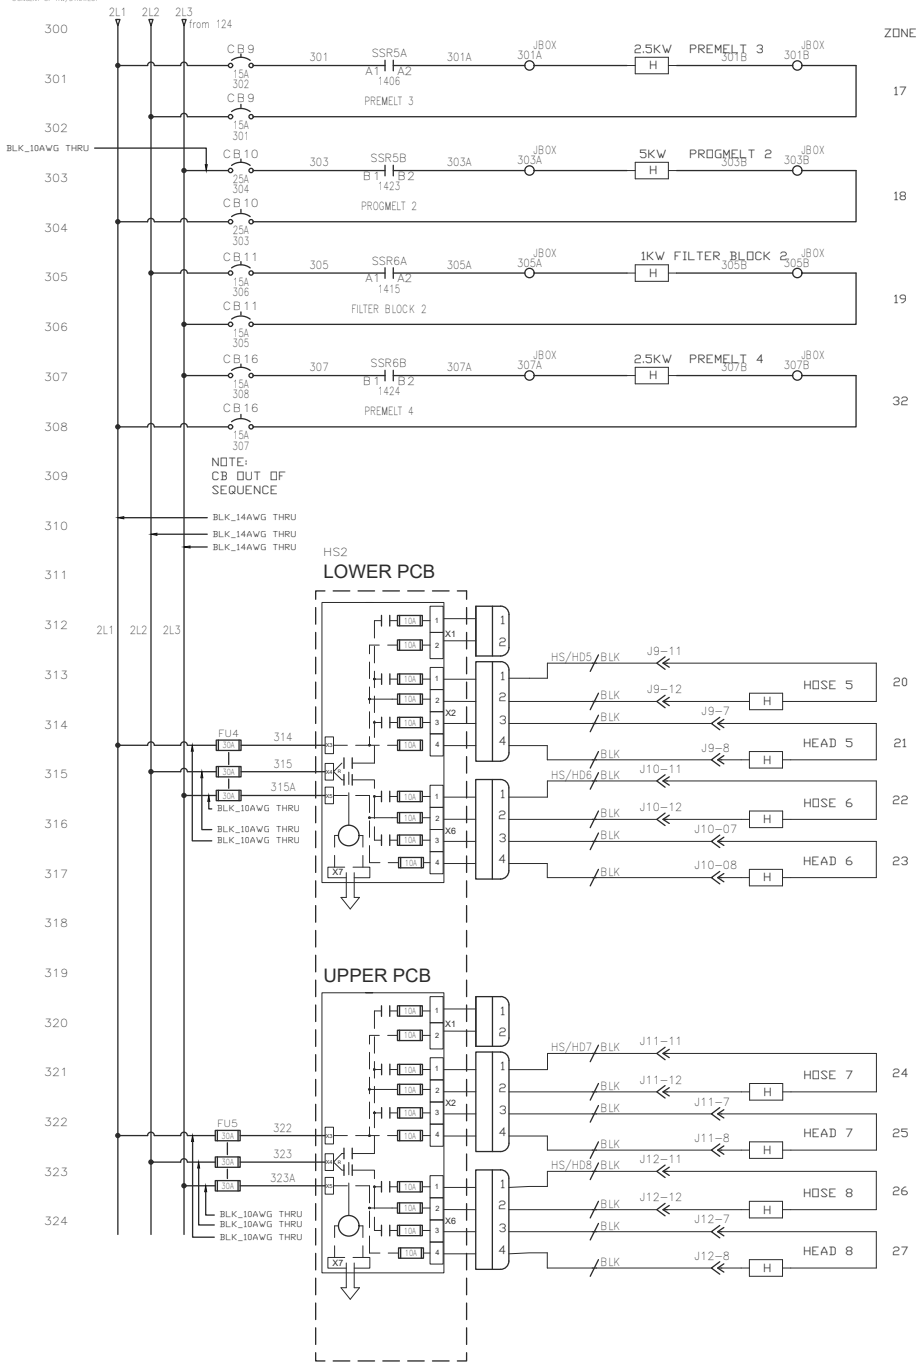 2L1 2L2 2L3
from 124
300 ZONE
CB9 301 SSR5A 301A JBOX 301A 2.5KW PREMELT 3 301B JBOX 301B
15A 302 A1 A2 1406
301 17
CB9 PREMELT 3
15A 301
302
BLK_10AWG THRU
CB10 303 SSR5B 303A JBOX 303A 5KW PROGMELT 2 303B JBOX 303B
H
25A 304 B1 B2 1423
303 18
CB10 PROGMELT 2
25A 303
304
CB11 305 SSR6A 305A JBOX 305A 1KW FILTER BLOCK 2 305B JBOX 305B
H
15A 306 A1 A2 1415
305 19
CB11 FILTER BLOCK 2
15A 305
306
CB16 307 SSR6B 307A JBOX 307A 2.5KW PREMELT 4 307B JBOX 307B
H
15A 308 B1 B2 1424
307 32
CB16 PREMELT 4
15A 307
308
309
NOTE:
CB OUT OF
SEQUENCE
BLK_14AWG THRU
310
BLK_14AWG THRU
BLK_14AWG THRU
311
HS2
LOWER PCB
312 2L1 2L2 2L3
10A 1 X1 1
10A 2 2
313
10A 1 1 HS/HD5 BLK J9-11
HOSE 5 20
10A 2 X2 2 BLK J9-12 H
314
10A 3 3 BLK J9-7
HEAD 5 21
FU4 30A 314 X3 10A 4 4 BLK J9-8 H
315 30A 315 X4 R
30A 315A X5 10A 1 1 HS/HD6 BLK J10-11
HOSE 6 22
BLK_10AWG THRU
316 10A 2 X6 2 BLK J10-12 H
BLK_10AWG THRU
BLK_10AWG THRU
10A 3 3 BLK J10-07
HEAD 6 23
317 X7 10A 4 4 BLK J10-08 H
318
319
UPPER PCB
320
10A 1 X1 1
10A 2 2
321
10A 1 1 HS/HD7 BLK J11-11
HOSE 7 24
10A 2 X2 2 BLK J11-12 H
322
10A 3 3 BLK J11-7
HEAD 7 25
FU5 30A 322 X3 10A 4 4 BLK J11-8 H
323 30A 323 X4 R
30A 323A X5 10A 1 1 HS/HD8 BLK J12-11
HOSE 8 26
10A 2 X6 2 BLK J12-12 H
324
BLK_10AWG THRU
BLK_10AWG THRU
BLK_10AWG THRU
10A 3 3 BLK J12-7
HEAD 8 27
X7 10A 4 4 BLK J12-8 H